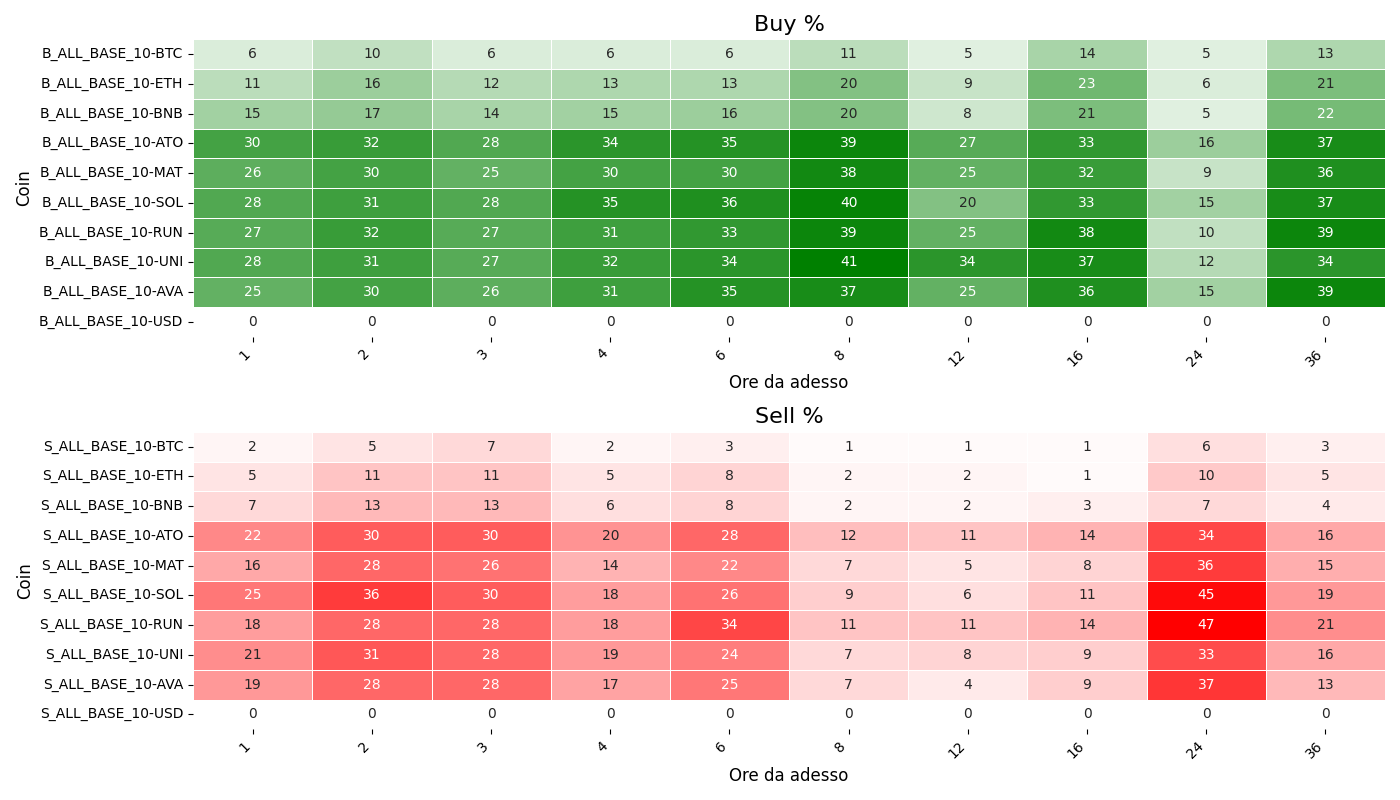 Buy %
Coin
B_ALL_BASE_10-BTC 6 10 6 6 6 11 5 14 5 13
B_ALL_BASE_10-ETH 11 16 12 13 13 20 9 23 6 21
B_ALL_BASE_10-BNB 15 17 14 15 16 20 8 21 5 22
B_ALL_BASE_10-ATO 30 32 28 34 35 39 27 33 16 37
B_ALL_BASE_10-MAT 26 30 25 30 30 38 25 32 9 36
B_ALL_BASE_10-SOL 28 31 28 35 36 40 20 33 15 37
B_ALL_BASE_10-RUN 27 32 27 31 33 39 25 38 10 39
B_ALL_BASE_10-UNI 28 31 27 32 34 41 34 37 12 34
B_ALL_BASE_10-AVA 25 30 26 31 35 37 25 36 15 39
B_ALL_BASE_10-USD 0 0 0 0 0 0 0 0 0 0
1 2 3 4 6 8 12 16 24 36
Ore da adesso
Sell %
Coin
S_ALL_BASE_10-BTC 2 5 7 2 3 1 1 1 6 3
S_ALL_BASE_10-ETH 5 11 11 5 8 2 2 1 10 5
S_ALL_BASE_10-BNB 7 13 13 6 8 2 2 3 7 4
S_ALL_BASE_10-ATO 22 30 30 20 28 12 11 14 34 16
S_ALL_BASE_10-MAT 16 28 26 14 22 7 5 8 36 15
S_ALL_BASE_10-SOL 25 36 30 18 26 9 6 11 45 19
S_ALL_BASE_10-RUN 18 28 28 18 34 11 11 14 47 21
S_ALL_BASE_10-UNI 21 31 28 19 24 7 8 9 33 16
S_ALL_BASE_10-AVA 19 28 28 17 25 7 4 9 37 13
S_ALL_BASE_10-USD 0 0 0 0 0 0 0 0 0 0
1 2 3 4 6 8 12 16 24 36
Ore da adesso